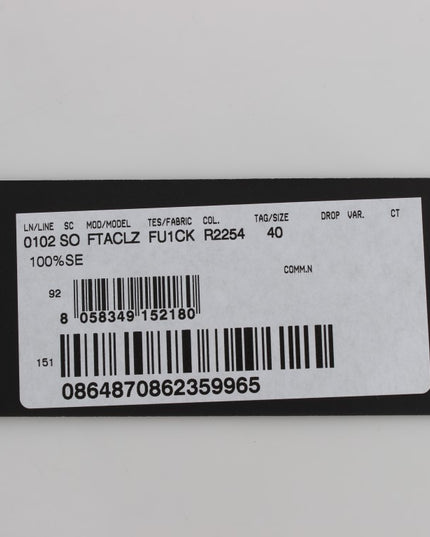 LN/LINE SC MOD/MODEL TES/FABRIC COL. TAG/SIZE DROP VAR. CT
0102 SO FTACLZ FU1CK R2254 40
100%SE
COMM.N
92
8 058349 152180
151
0864870862359965